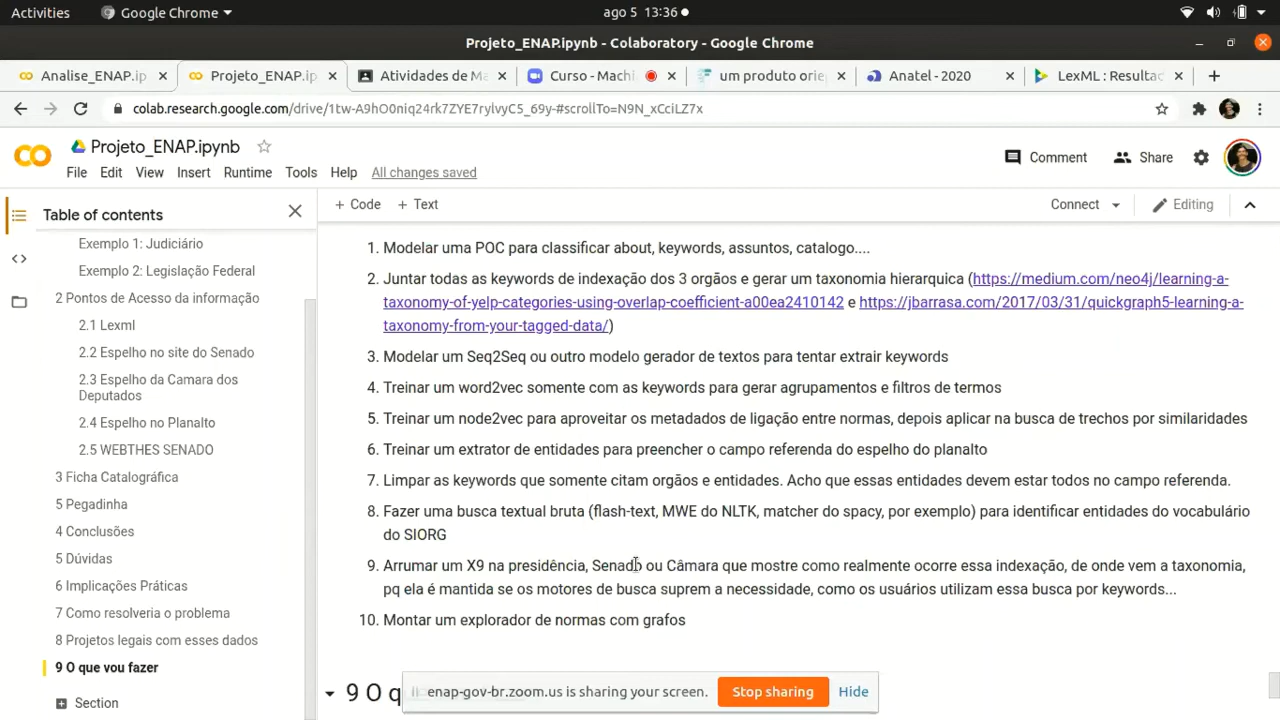 Activities
Google Chrome
ago 5 13:36
Projeto_ENAP.ipynb - Colaboratory - Google Chrome
Analise_ENAP.ip
Projeto_ENAP.ip
Atividades de Ma
Curso - Machi
um produto orie
Anatel - 2020
LexML : Resultac
colab.research.google.com/drive/1tw-A9hO0niq24rk7ZYE7rylvyC5_69y-#scrollTo=N9N_xCciLZ7x
Projeto_ENAP.ipynb
Comment
Share
File Edit View Insert Runtime Tools Help All changes saved
Table of contents
+ Code + Text
Connect
Editing
Exemplo 1: Judiciário
Exemplo 2: Legislação Federal
2 Pontos de Acesso da informação
2.1 Lexml
2.2 Espelho no site do Senado
2.3 Espelho da Camara dos
Deputados
2.4 Espelho no Planalto
2.5 WEBTHES SENADO
3 Ficha Catalográfica
5 Pegadinha
4 Conclusões
5 Dúvidas
6 Implicações Práticas
7 Como resolveria o problema
8 Projetos legais com esses dados
9 O que vou fazer
Section
1. Modelar uma POC para classificar about, keywords, assuntos, catalogo....
2. Juntar todas as keywords de indexação dos 3 orgãos e gerar um taxonomia hierarquica (https://medium.com/neo4j/learning-a-
taxonomy-of-yelp-categories-using-overlap-coefficient-a00ea2410142 e https://jbarrasa.com/2017/03/31/quickgraph5-learning-a-
taxonomy-from-your-tagged-data/)
3. Modelar um Seq2Seq ou outro modelo gerador de textos para tentar extrair keywords
4. Treinar um word2vec somente com as keywords para gerar agrupamentos e filtros de termos
5. Treinar um node2vec para aproveitar os metadados de ligação entre normas, depois aplicar na busca de trechos por similaridades
6. Treinar um extrator de entidades para preencher o campo referenda do espelho do planalto
7. Limpar as keywords que somente citam orgãos e entidades. Acho que essas entidades devem estar todos no campo referenda.
8. Fazer uma busca textual bruta (flash-text, MWE do NLTK, matcher do spacy, por exemplo) para identificar entidades do vocabulário
do SIORG
9. Arrumar um X9 na presidência, Senado ou Câmara que mostre como realmente ocorre essa indexação, de onde vem a taxonomia,
pq ela é mantida se os motores de busca suprem a necessidade, como os usuários utilizam essa busca por keywords...
10. Montar um explorador de normas com grafos
9 O q
enap-gov-br.zoom.us is sharing your screen.
Stop sharing
Hide